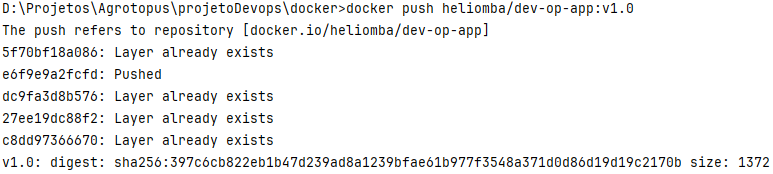 D:\Projetos\Agrotopus\projetoDevops\docker>docker push heliomba/dev-op-app:v1.0
The push refers to repository [docker.io/heliomba/dev-op-app]
5f70bf18a086: Layer already exists
e6f9e9a2fcfd: Pushed
dc9fa3d8b576: Layer already exists
27ee19dc88f2: Layer already exists
c8dd97366670: Layer already exists
v1.0: digest: sha256:397c6cb822eb1b47d239ad8a1239bfae61b977f3548a371d0d86d19d19c2170b size: 1372